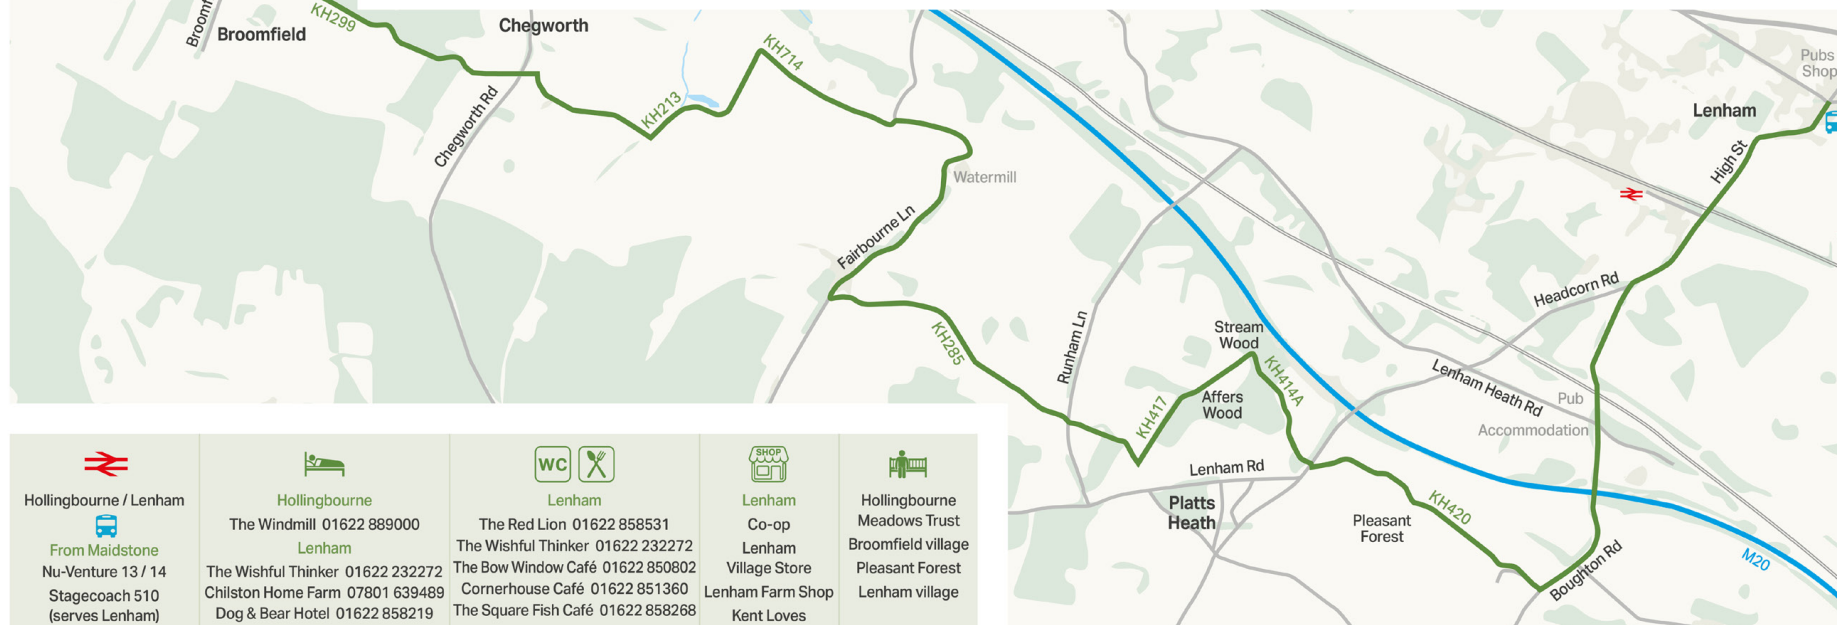 Broomf
Broomfield
KH299
Chegworth
Chegworth Rd
KH213
KH714
Watermill
Fairbourne Ln
KH285
Runham Ln
KH417
Stream
Wood
KH414A
Affers
Wood
Lenham Rd
Platts
Heath
Pleasant
Forest
KH420
Boughton Rd
M20
Pub
Accommodation
Lenham Heath Rd
Headcorn Rd
High St
Lenham
Pubs
Shop
Hollingbourne / Lenham
From Maidstone
Nu-Venture 13 / 14
Stagecoach 510
(serves Lenham)
Hollingbourne
The Windmill 01622 889000
Lenham
The Wishful Thinker 01622 232272
Chilston Home Farm 07801 639489
Dog & Bear Hotel 01622 858219
WC
Lenham
The Red Lion 01622 858531
The Wishful Thinker 01622 232272
The Bow Window Café 01622 850802
Cornerhouse Café 01622 851360
The Square Fish Café 01622 858268
SHOP
Lenham
Co-op
Lenham
Village Store
Lenham Farm Shop
Kent Loves
Hollingbourne
Meadows Trust
Broomfield village
Pleasant Forest
Lenham village